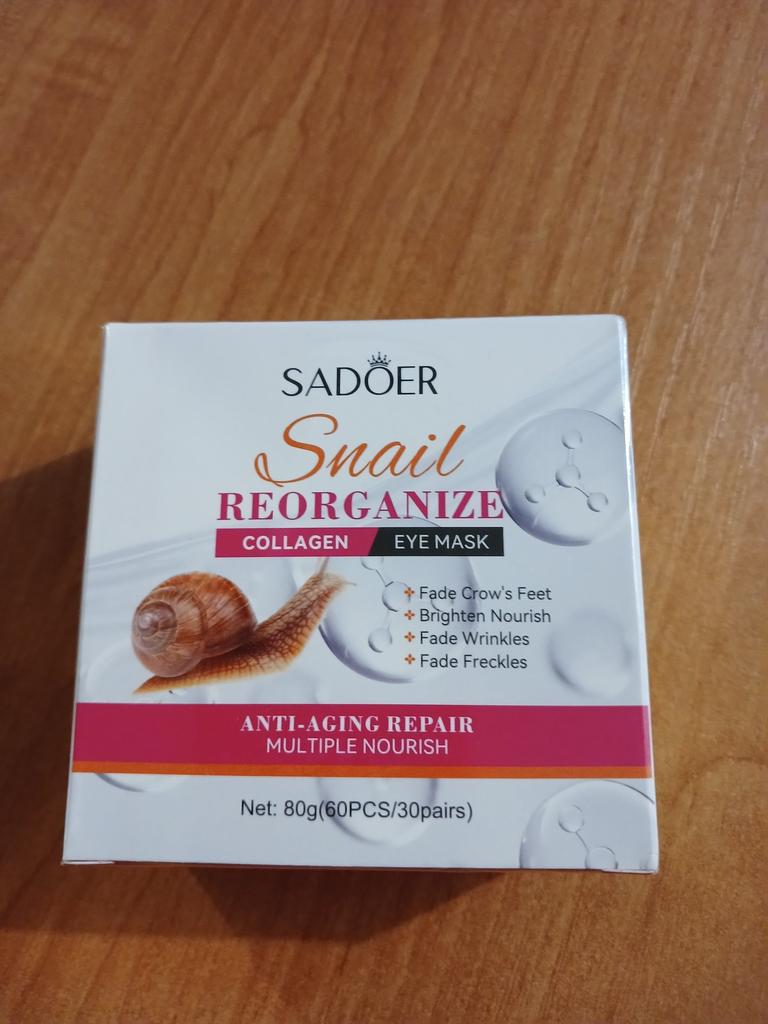 SADOER
Snail
REORGANIZE
COLLAGEN EYE MASK
Fade Crow's Feet
Brighten Nourish
Fade Wrinkles
Fade Freckles
ANTI-AGING REPAIR
MULTIPLE NOURISH
Net: 80g(60PCS/30pairs)